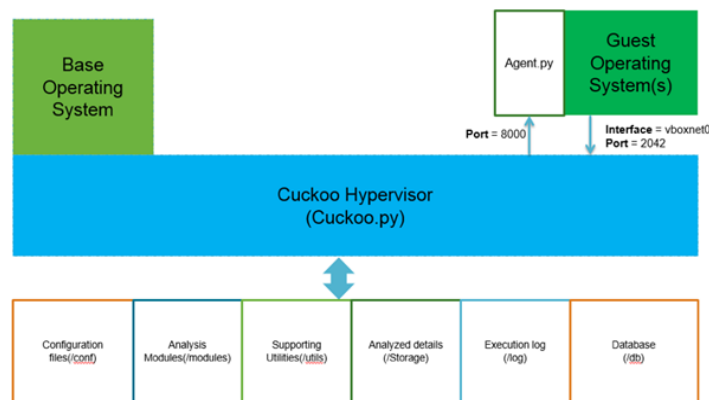 Base
Operating
System
Agent.py
Guest
Operating
System(s)
Port = 8000
Interface = vboxnet0
Port = 2042
Cuckoo Hypervisor
(Cuckoo.py)
Configuration
files(/conf)
Analysis
Modules(/modules)
Supporting
Utilities(/utils)
Analyzed details
(/Storage)
Execution log
(/log)
Database
(/db)